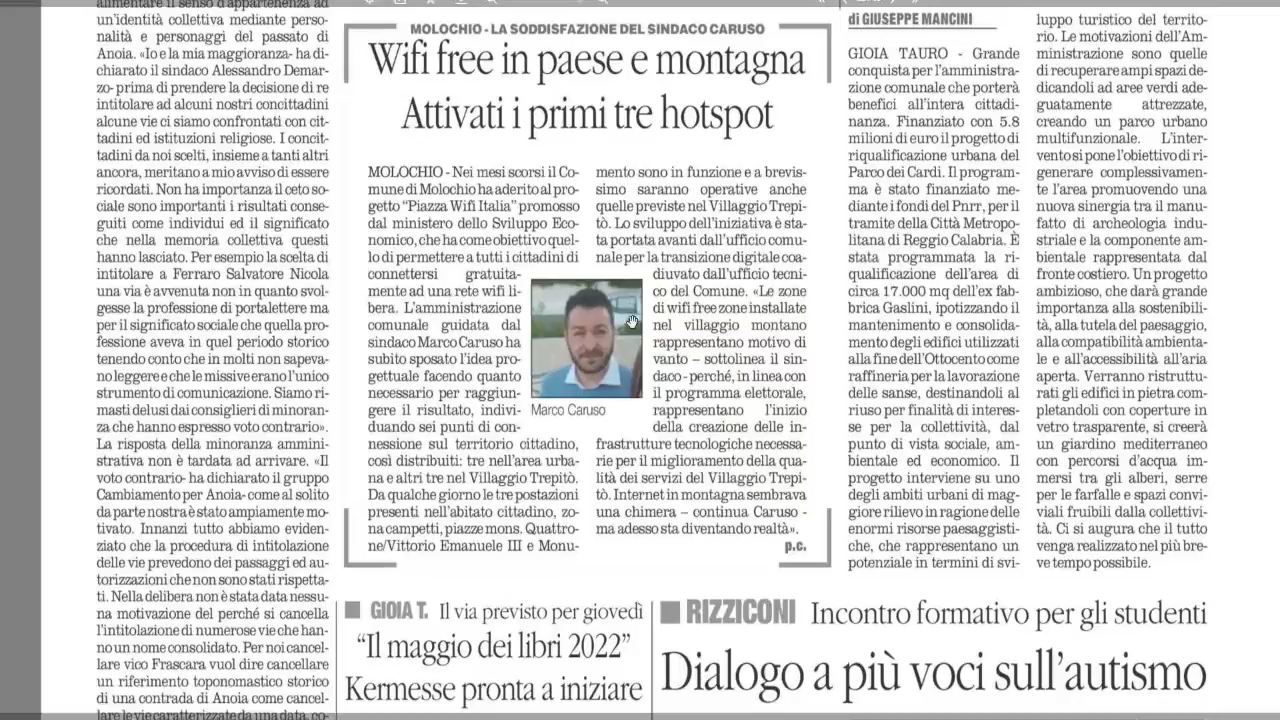 alimentare il senso d'appartenenza ad
un'identità collettiva mediante perso-
nalità e personaggi del passato di
Anoia. «Io e la mia maggioranza- ha di-
chiarato il sindaco Alessandro Demar-
zo- prima di prendere la decisione di re
intitolare ad alcuni nostri concittadini
alcune vie ci siamo confrontati con cit-
tadini ed istituzioni religiose. I concit-
tadini da noi scelti, insieme a tanti altri
ancora, meritano a mio avviso di essere
ricordati. Non ha importanza il ceto so-
ciale sono importanti i risultati conse-
guiti come individui ed il significato
che nella memoria collettiva questi
hanno lasciato. Per esempio la scelta di
intitolare a Ferraro Salvatore Nicola
una via è avvenuta non in quanto svol-
gesse la professione di portalettere ma
per il significato sociale che quella pro-
fessione aveva in quel periodo storico
tenendo conto che in molti non sapeva-
no leggere e che le missive erano l'unico
strumento di comunicazione. Siamo ri-
masti delusi dai consiglieri di minoran-
za che hanno espresso voto contrario».
La risposta della minoranza ammini-
strativa non è tardata ad arrivare. «Il
voto contrario- ha dichiarato il gruppo
Cambiamento per Anoia- come al solito
da parte nostra è stato ampiamente mo-
tivato. Innanzi tutto abbiamo eviden-
ziato che la procedura di intitolazione
delle vie prevedono dei passaggi ed au-
torizzazioni che non sono stati rispetta-
ti. Nella delibera non è stata data nessu-
na motivazione del perché si cancella
l'intitolazione di numerose vie che han-
no un nome consolidato. Per noi cancel-
lare vico Frascara vuol dire cancellare
un riferimento toponomastico storico
di una contrada di Anoia come cancel-
lare le vie caratterizzate da una data, co-
MOLOCHIO - LA SODDISFAZIONE DEL SINDACO CARUSO
Wifi free in paese e montagna
Attivati i primi tre hotspot
MOLOCHIO - Nei mesi scorsi il Co-
mune di Molochio ha aderito al pro-
getto "Piazza Wifi Italia" promosso
dal ministero dello Sviluppo Eco-
nomico, che ha come obiettivo quel-
lo di permettere a tutti i cittadini di
connettersi gratuita-
mente ad una rete wifi li-
bera. L'amministrazione
comunale guidata dal
sindaco Marco Caruso ha
subito sposato l'idea pro-
gettuale facendo quanto
necessario per raggiun-
gere il risultato, indivi-
duando sei punti di con-
nessione sul territorio cittadino,
così distribuiti: tre nell'area urba-
na e altri tre nel Villaggio Trepitò.
Da qualche giorno le tre postazioni
presenti nell'abitato cittadino, zo-
na campetti, piazze mons. Quattro-
ne/Vittorio Emanuele III e Monu-
Marco Caruso
mento sono in funzione e a brevis-
simo saranno operative anche
quelle previste nel Villaggio Trepi-
tò. Lo sviluppo dell'iniziativa è sta-
ta portata avanti dall'ufficio comu-
nale per la transizione digitale coa-
diuvato dall'ufficio tecni-
co del Comune. «Le zone
di wifi free zone installate
nel villaggio montano
rappresentano motivo di
vanto – sottolinea il sin-
daco - perché, in linea con
il programma elettorale,
rappresentano l'inizio
della creazione delle in-
frastrutture tecnologiche necessa-
rie per il miglioramento della qua-
lità dei servizi del Villaggio Trepi-
tò. Internet in montagna sembrava
una chimera – continua Caruso -
ma adesso sta diventando realtà».
p.c.
di GIUSEPPE MANCINI
GIOIA TAURO - Grande
conquista per l'amministra-
zione comunale che porterà
benefici all'intera cittadi-
nanza. Finanziato con 5.8
milioni di euro il progetto di
riqualificazione urbana del
Parco dei Cardi. Il program-
ma è stato finanziato me-
diante i fondi del Pnrr, per il
tramite della Città Metropo-
litana di Reggio Calabria. È
stata programmata la ri-
qualificazione dell'area di
circa 17.000 mq dell'ex fab-
brica Gaslini, ipotizzando il
mantenimento e consolida-
mento degli edifici utilizzati
alla fine dell'Ottocento come
raffineria per la lavorazione
delle sanse, destinandoli al
riuso per finalità di interes-
se per la collettività, dal
punto di vista sociale, am-
bientale ed economico. Il
progetto interviene su uno
degli ambiti urbani di mag-
giore rilievo in ragione delle
enormi risorse paesaggisti-
che, che rappresentano un
potenziale in termini di svi-
luppo turistico del territo-
rio. Le motivazioni dell'Am-
ministrazione sono quelle
di recuperare ampi spazi de-
dicandoli ad aree verdi ade-
guatamente attrezzate,
creando un parco urbano
multifunzionale. L'inter-
vento si pone l'obiettivo di ri-
generare complessivamen-
te l'area promuovendo una
nuova sinergia tra il manu-
fatto di archeologia indu-
striale e la componente am-
bientale rappresentata dal
fronte costiero. Un progetto
ambizioso, che darà grande
importanza alla sostenibili-
tà, alla tutela del paesaggio,
alla compatibilità ambienta-
le e all'accessibilità all'aria
aperta. Verranno ristruttu-
rati gli edifici in pietra com-
pletandoli con coperture in
vetro trasparente, si creerà
un giardino mediterraneo
con percorsi d'acqua im-
mersi tra gli alberi, serre
per le farfalle e spazi convi-
viali fruibili dalla collettivi-
tà. Ci si augura che il tutto
venga realizzato nel più bre-
ve tempo possibile.
GIOIA T. Il via previsto per giovedì
"Il maggio dei libri 2022"
Kermesse pronta a iniziare
RIZZICONI Incontro formativo per gli studenti
Dialogo a più voci sull'autismo